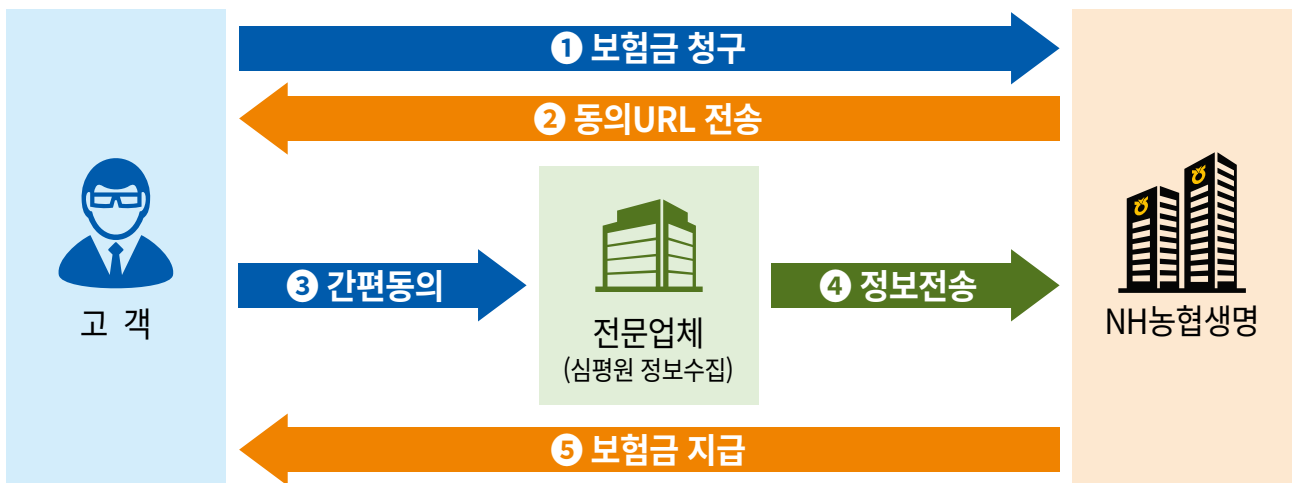 ❶ 보험금 청구
❷ 동의URL 전송
❸ 간편동의
❹ 정보전송
고 객
전문업체
(심평원 정보수집)
NH농협생명
❺ 보험금 지급